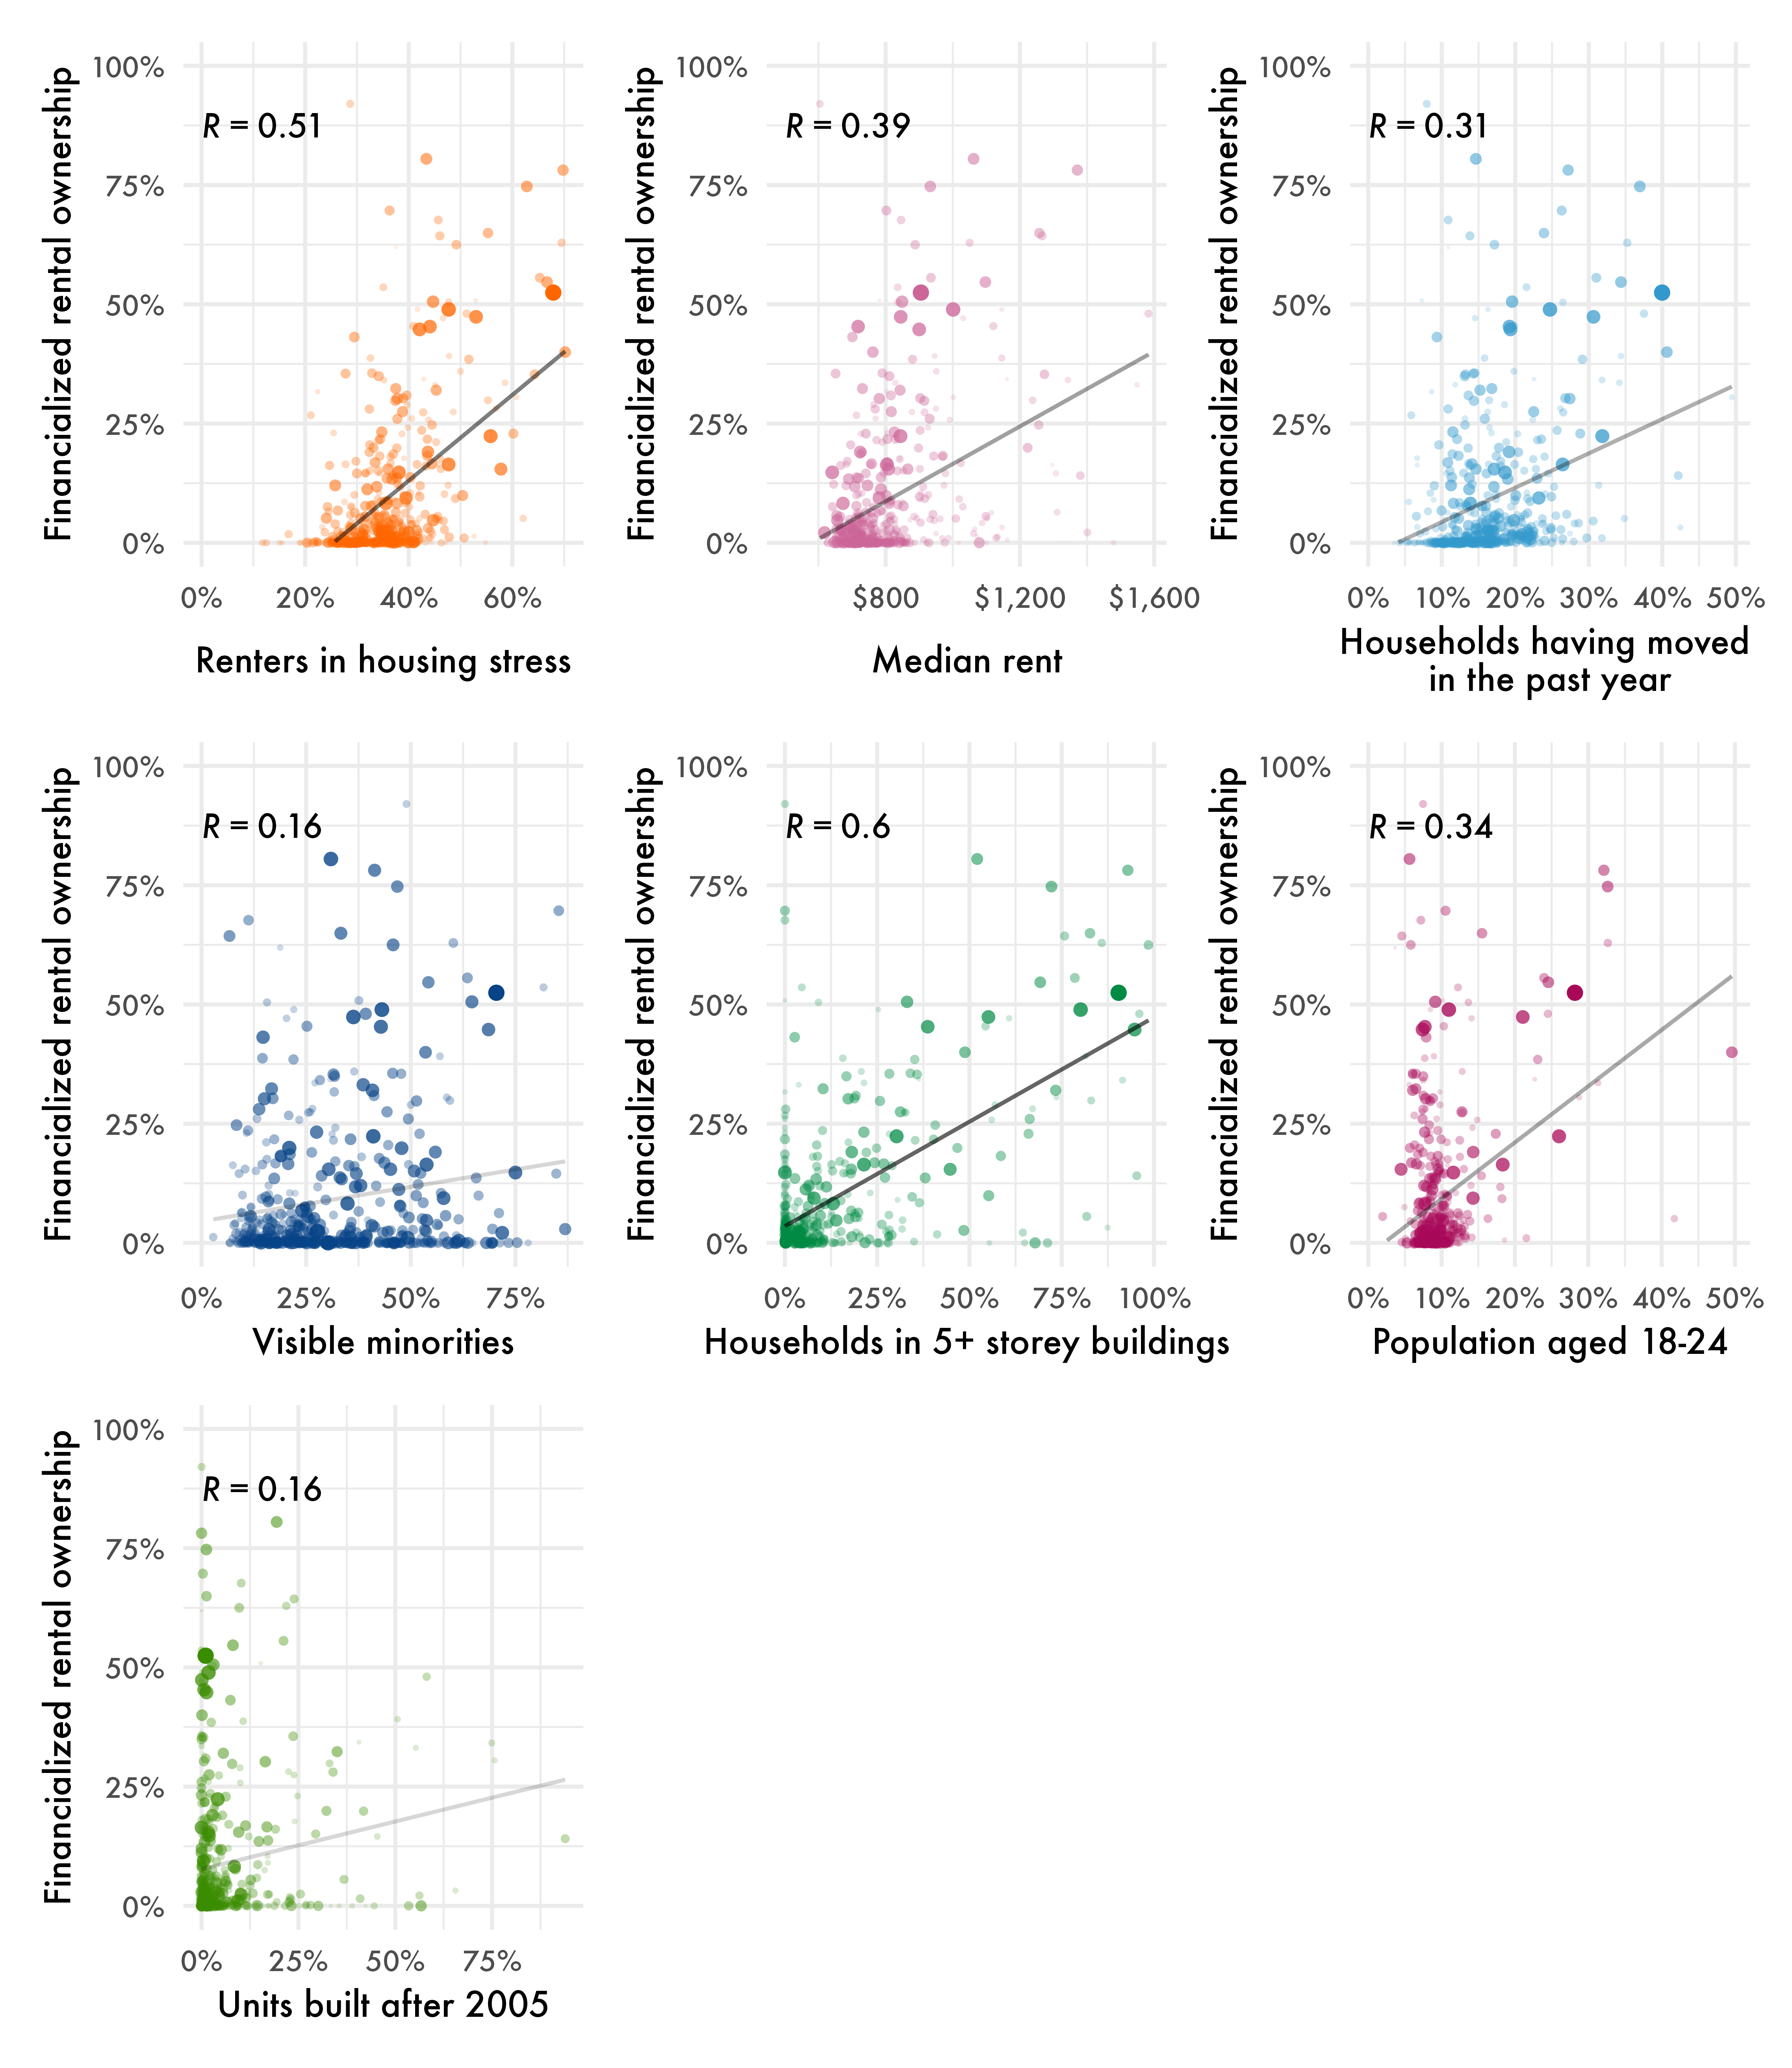 Financialized rental ownership
100%
75%
50%
25%
0%
R = 0.51
0% 20% 40% 60%
Renters in housing stress
Financialized rental ownership
100%
75%
50%
25%
0%
R = 0.39
$800 $1,200 $1,600
Median rent
Financialized rental ownership
100%
75%
50%
25%
0%
R = 0.31
0% 10% 20% 30% 40% 50%
Households having moved
in the past year
Financialized rental ownership
100%
75%
50%
25%
0%
R = 0.16
0% 25% 50% 75%
Visible minorities
Financialized rental ownership
100%
75%
50%
25%
0%
R = 0.6
0% 25% 50% 75% 100%
Households in 5+ storey buildings
Financialized rental ownership
100%
75%
50%
25%
0%
R = 0.34
0% 10% 20% 30% 40% 50%
Population aged 18-24
Financialized rental ownership
100%
75%
50%
25%
0%
R = 0.16
0% 25% 50% 75%
Units built after 2005